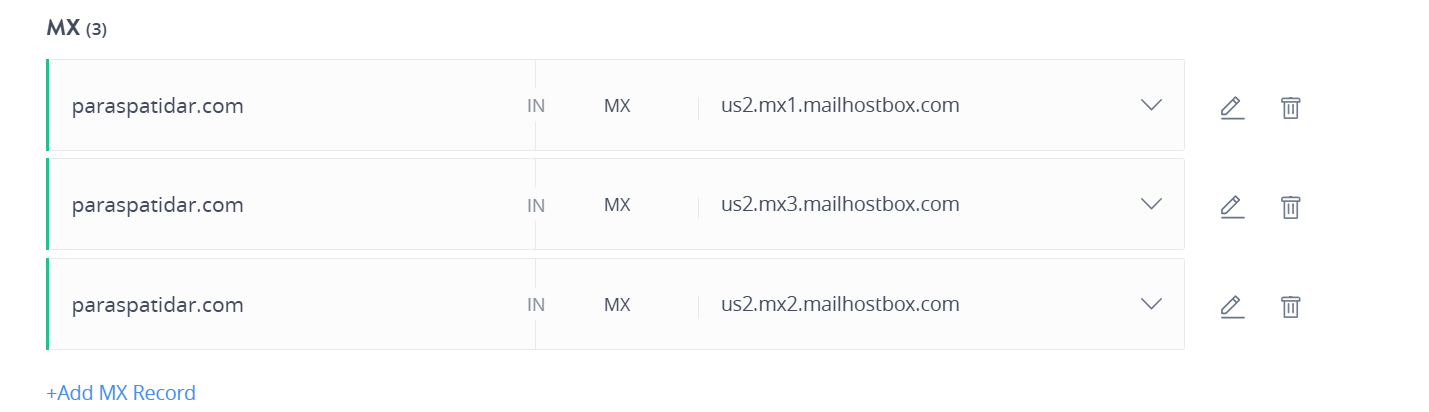 MX (3)
paraspatidar.com IN MX us2.mx1.mailhostbox.com
paraspatidar.com IN MX us2.mx3.mailhostbox.com
paraspatidar.com IN MX us2.mx2.mailhostbox.com
+Add MX Record